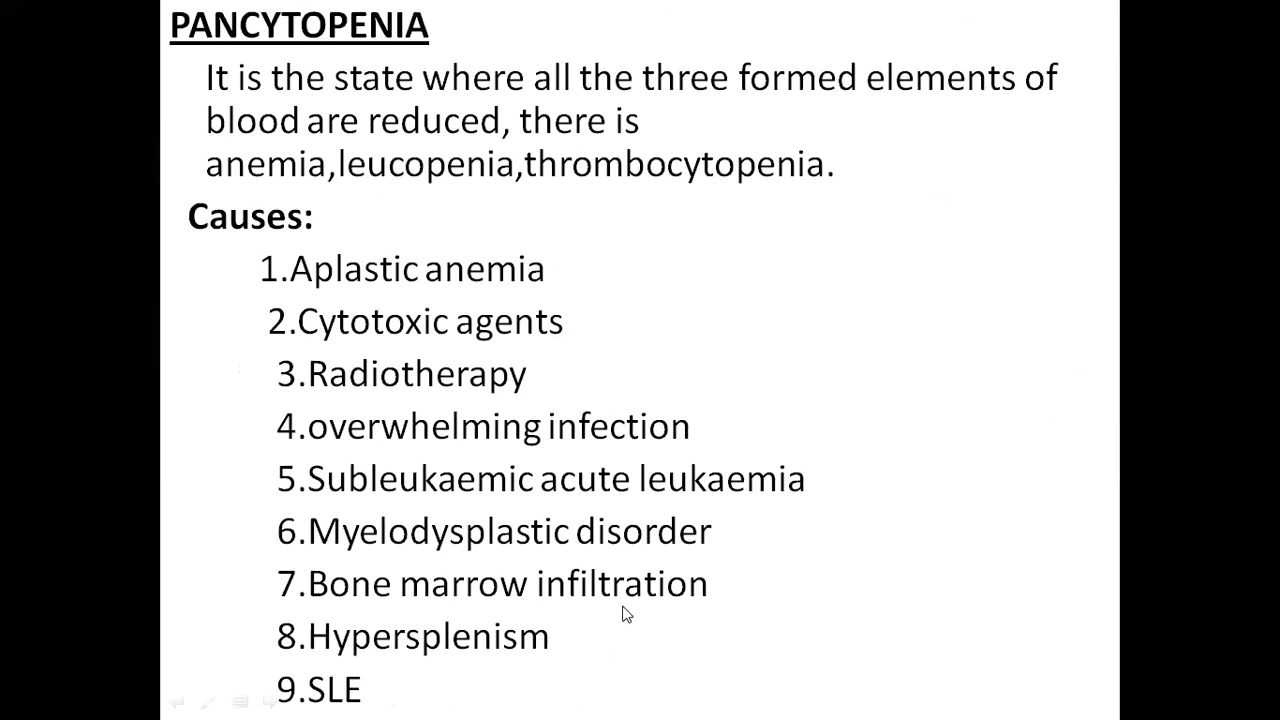 PANCYTOPENIA
It is the state where all the three formed elements of
blood are reduced, there is
anemia,leucopenia,thrombocytopenia.
Causes:
1.Aplastic anemia
2.Cytotoxic agents
3.Radiotherapy
4.overwhelming infection
5.Subleukaemic acute leukaemia
6.Myelodysplastic disorder
7.Bone marrow infiltration
8.Hypersplenism
9.SLE